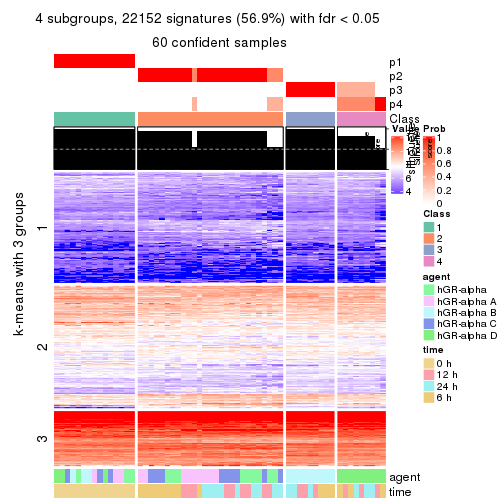 4 subgroups, 22152 signatures (56.9%) with fdr < 0.05
60 confident samples
p1
p2
p3
p4
Class
k-means with 3 groups
1
2
3
agent
time
Value
6
4
Prob
1
0.8
0.6
0.4
0.2
0
Class
1
2
3
4
agent
hGR-alpha
hGR-alpha A
hGR-alpha B
hGR-alpha C
hGR-alpha D
time
0 h
12 h
24 h
6 h